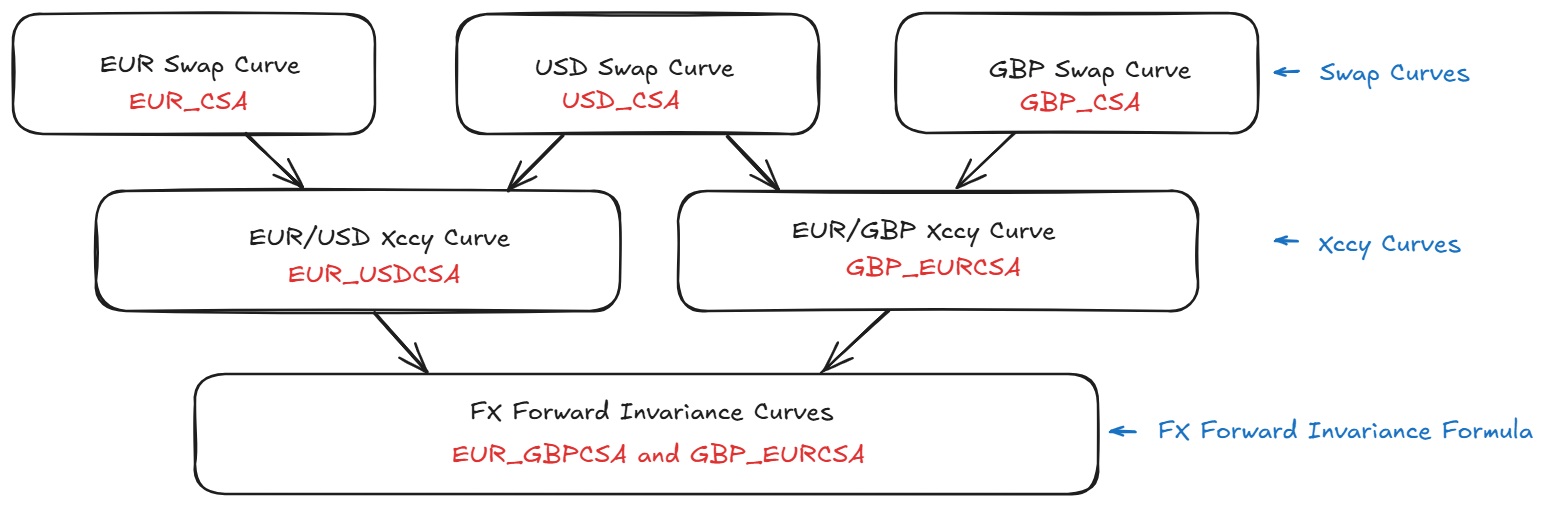 EUR Swap Curve
EUR_CSA
USD Swap Curve
USD_CSA
GBP Swap Curve
GBP_CSA
Swap Curves
EUR/USD Xccy Curve
EUR_USDCSA
EUR/GBP Xccy Curve
GBP_EURCSA
Xccy Curves
FX Forward Invariance Curves
EUR_GBPCSA and GBP_EURCSA
FX Forward Invariance Formula